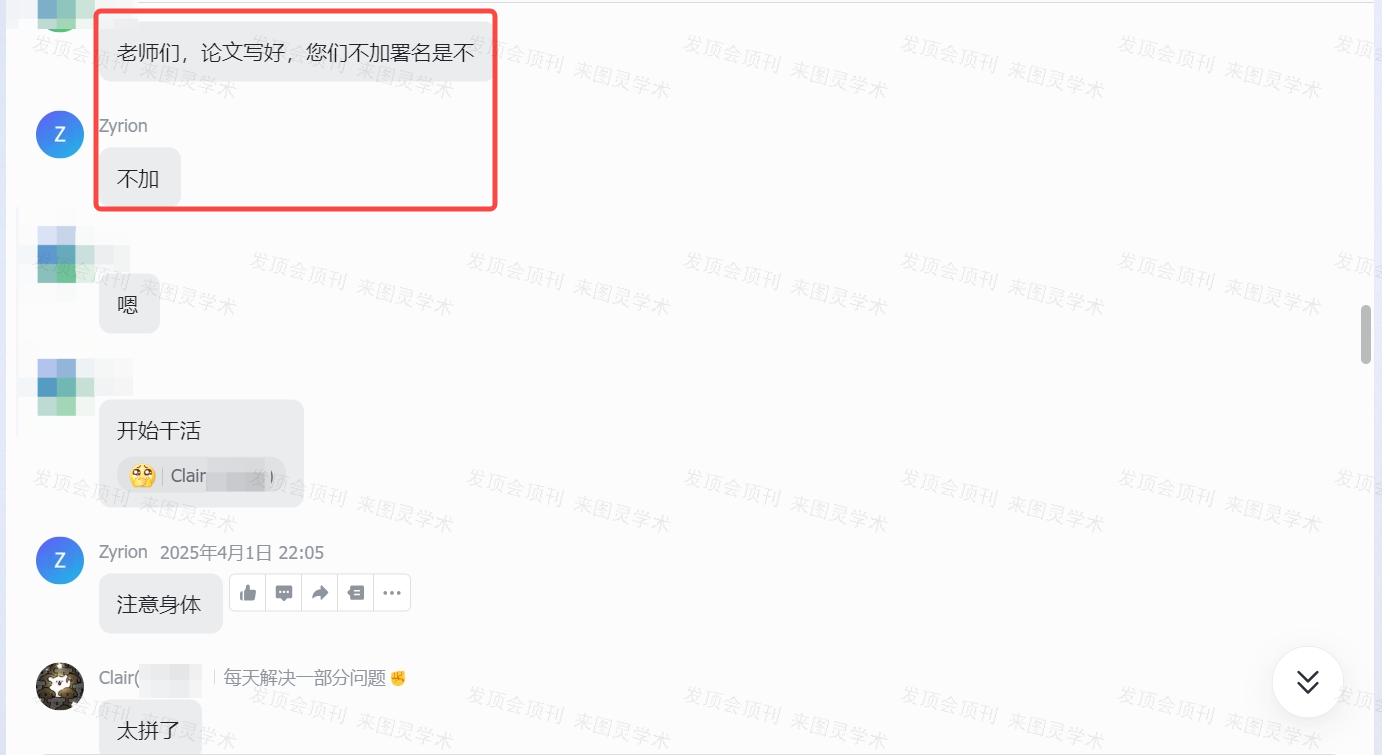 老师们，论文写好，您们不加署名是不
Zyrion
不加
嗯
开始干活
Clair
Z
Zyrion 2025年4月1日 22:05
注意身体
Clair( 每天解决一部分问题✊
太拼了
发顶会顶刊 来图灵学术